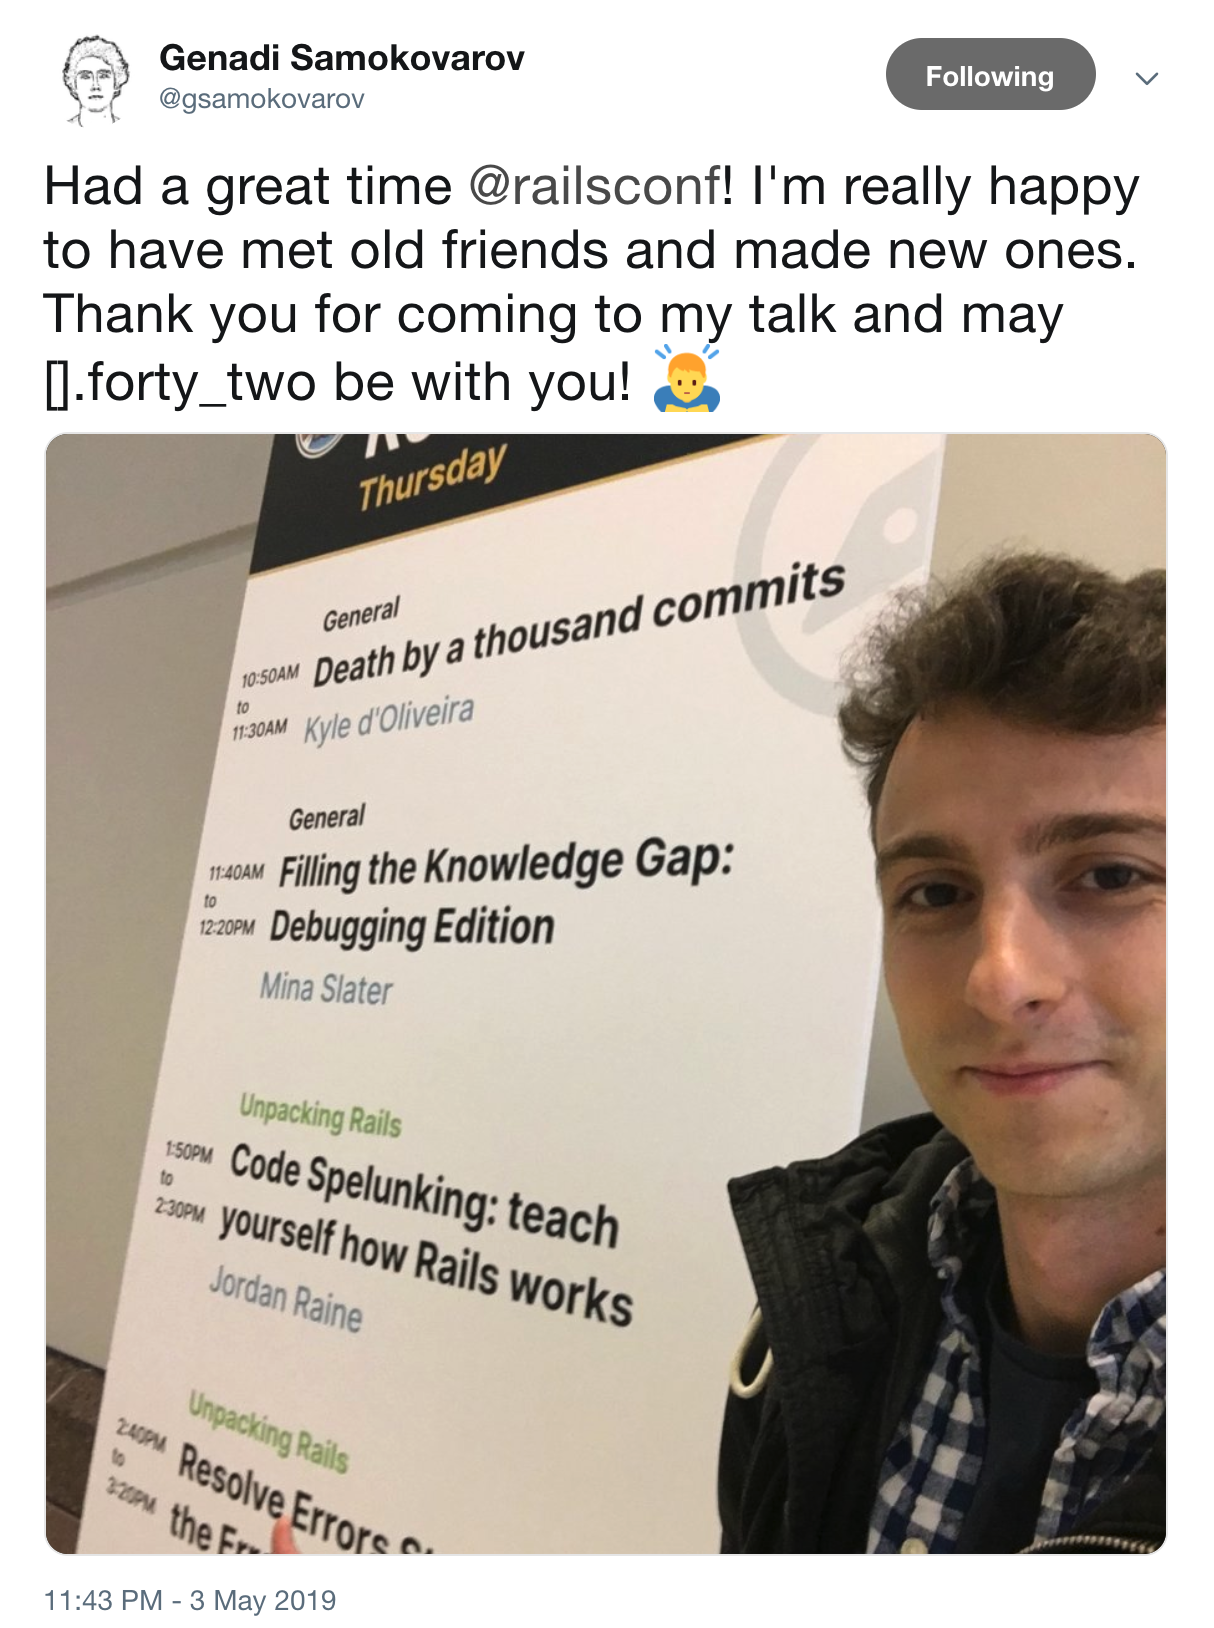 Genadi Samokovarov
@gsamokovarov
Following
Had a great time @railsconf! I'm really happy
to have met old friends and made new ones.
Thank you for coming to my talk and may
[].forty_two be with you!
Thursday
General
10:50AM
to
11:30AM
Death by a thousand commits
Kyle d'Oliveira
General
11:40AM
to
12:20PM
Filling the Knowledge Gap:
Debugging Edition
Mina Slater
Unpacking Rails
1:50PM
to
2:30PM
Code Spelunking: teach
yourself how Rails works
Jordan Raine
Unpacking Rails
2:40PM
to
3:20PM
Resolve Errors
the
11:43 PM - 3 May 2019